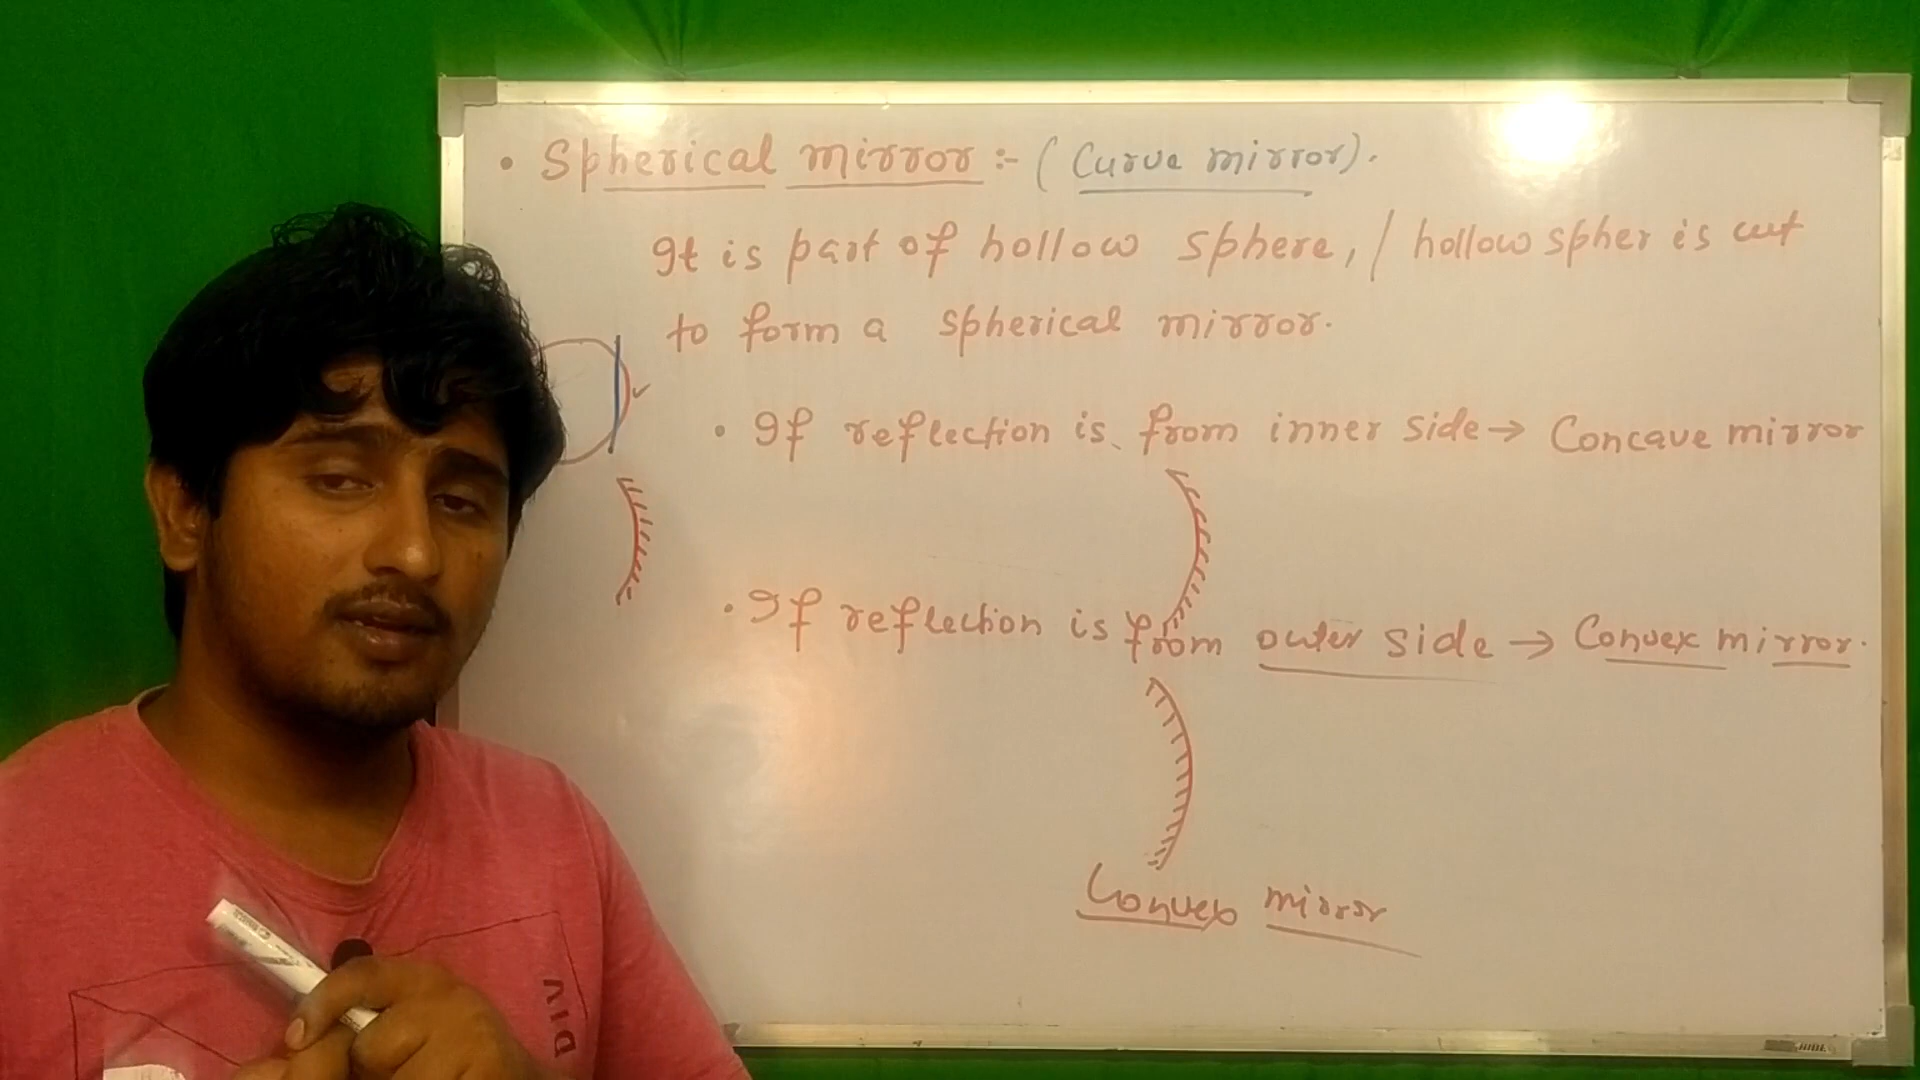 • Spherical mirror :- ( Curve mirror ).
It is part of hollow sphere, / hollow spher is cut
to form a spherical mirror.
• If reflection is from inner side → Concave mirror
• If reflection is from outer side → Convex mirror.
Convex mirror
DIV